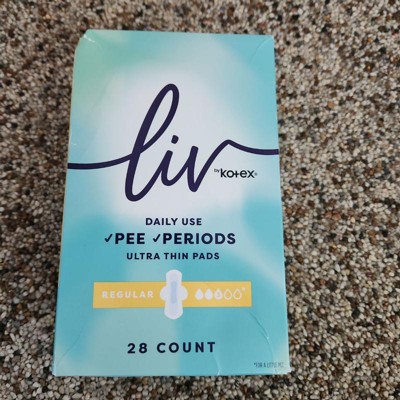 liv
BY kotex®
DAILY USE
✓PEE ✓PERIODS
ULTRA THIN PADS
REGULAR
28 COUNT